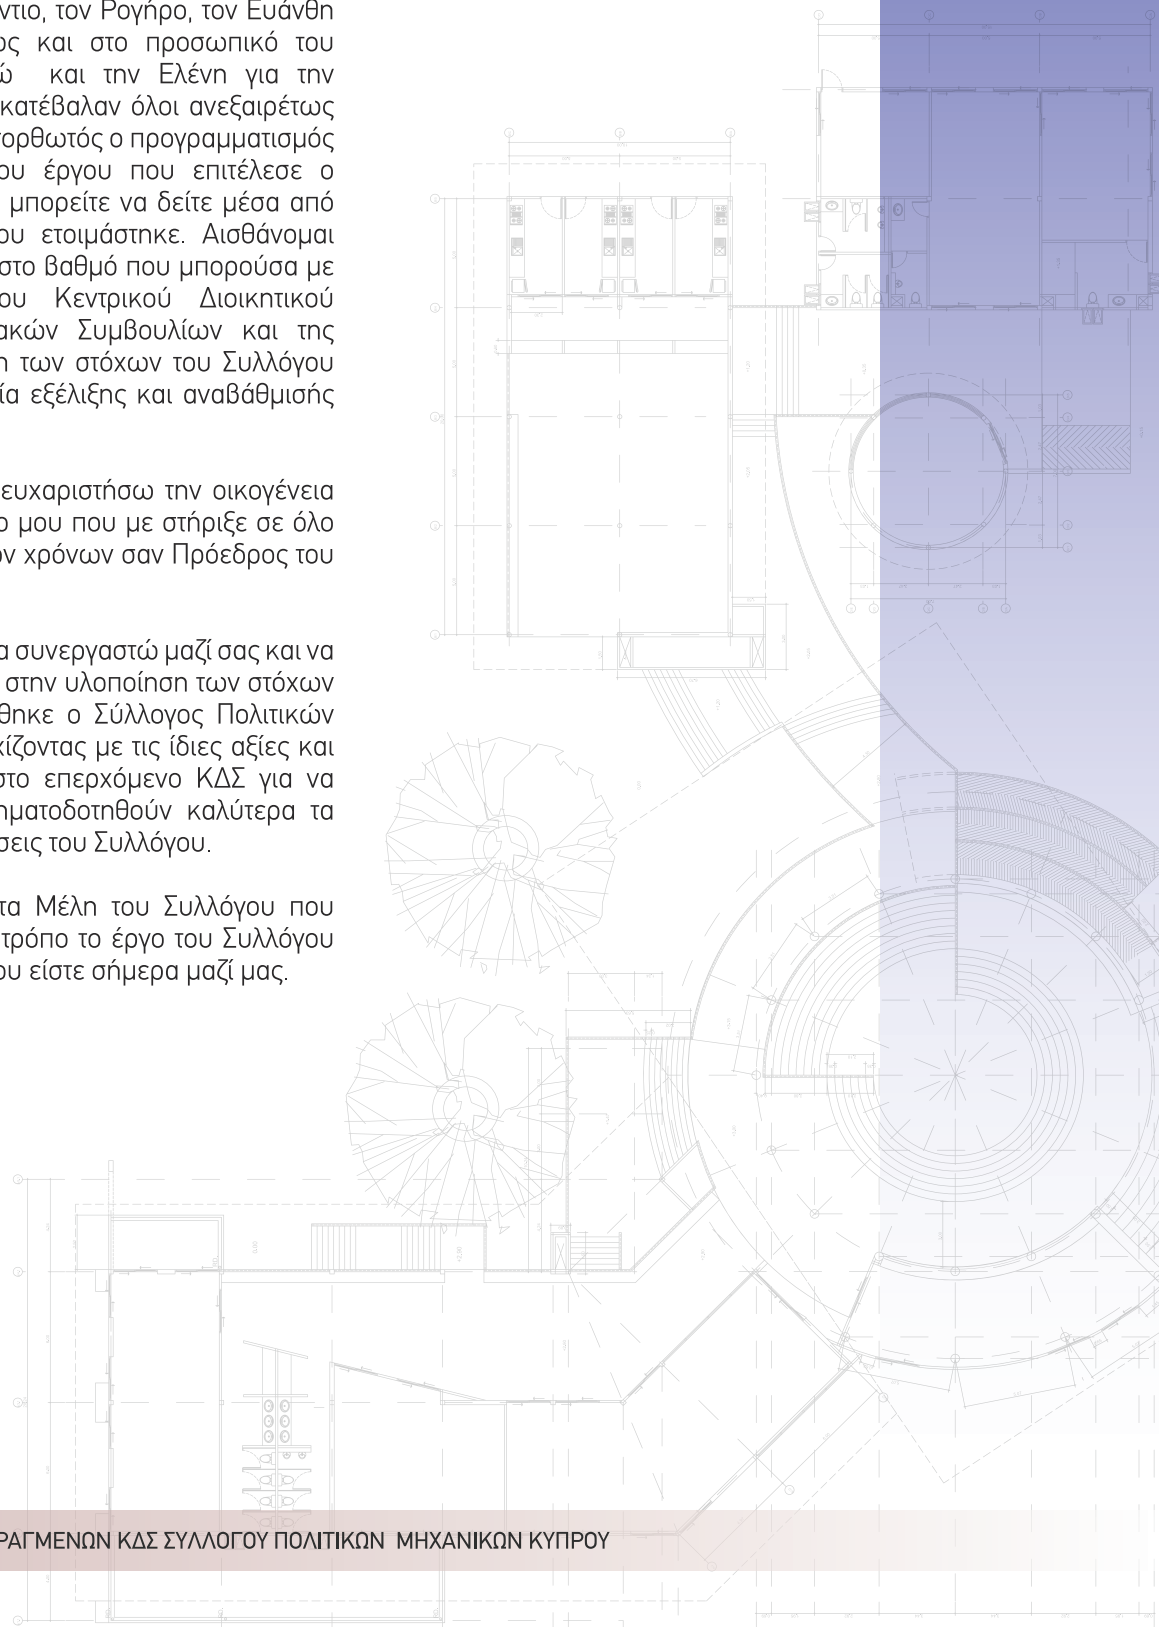 ντιο, τον Ρογήρο, τον Ευάνθη
ος και στο προσωπικό του
ώ και την Ελένη για την
κατέβαλαν όλοι ανεξαιρέτως
τορθωτός ο προγραμματισμός
ου έργου που επιτέλεσε ο
μπορείτε να δείτε μέσα από
ου ετοιμάστηκε. Αισθάνομαι
στο βαθμό που μπορούσα με
ου Κεντρικού Διοικητικού
ακών Συμβουλίων και της
η των στόχων του Συλλόγου
ία εξέλιξης και αναβάθμισής
ευχαριστήσω την οικογένεια
ο μου που με στήριξε σε όλο
ων χρόνων σαν Πρόεδρος του
α συνεργαστώ μαζί σας και να
στην υλοποίηση των στόχων
θηκε ο Σύλλογος Πολιτικών
χίζοντας με τις ίδιες αξίες και
στο επερχόμενο ΚΔΣ για να
ηματοδοτηθούν καλύτερα τα
σεις του Συλλόγου.
τα Μέλη του Συλλόγου που
τρόπο το έργο του Συλλόγου
ου είστε σήμερα μαζί μας.
ΡΑΓΜΕΝΩΝ ΚΔΣ ΣΥΛΛΟΓΟΥ ΠΟΛΙΤΙΚΩΝ ΜΗΧΑΝΙΚΩΝ ΚΥΠΡΟΥ